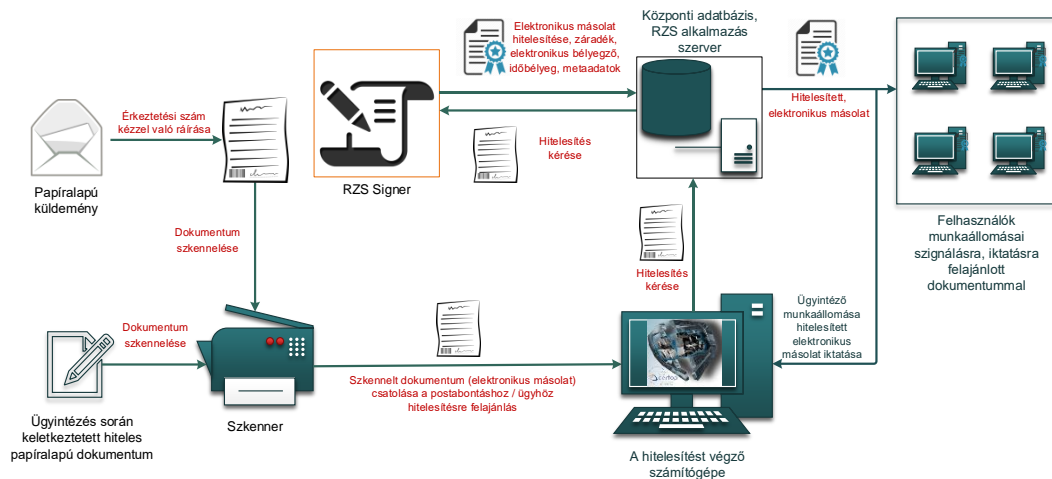 Elektronikus másolat
hitelesítése, záradék,
elektronikus bélyegző,
időbélyeg, metaadatok
Központi adatbázis,
RZS alkalmazás
szerver
Érkeztetési szám
kézzel való ráírása
Hitelesített,
elektronikus másolat
Hitelesítés
kérése
Papíralapú
küldemény
RZS Signer
Dokumentum
szkennelése
Hitelesítés
kérése
Felhasználók
munkaállomásai
szignálásra, iktatásra
felajánlott
dokumentummal
Dokumentum
szkennelése
Ügyintéző
munkaállomása
hitelesített
elektronikus
másolat iktatása
Szkennelt dokumentum (elektronikus másolat)
csatolása a postabontáshoz / ügyhöz
hitelesítésre felajánlás
Ügyintézés során
keletkeztetett hiteles
papíralapú dokumentum
Szkenner
A hitelesítést végző
számítógépe